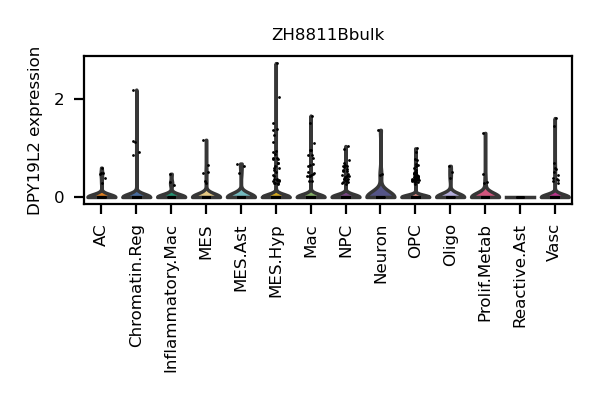 ZH8811Bbulk
DPY19L2 expression
2
0
AC
Chromatin.Reg
Inflammatory.Mac
MES
MES.Ast
MES.Hyp
Mac
NPC
Neuron
OPC
Oligo
Prolif.Metab
Reactive.Ast
Vasc